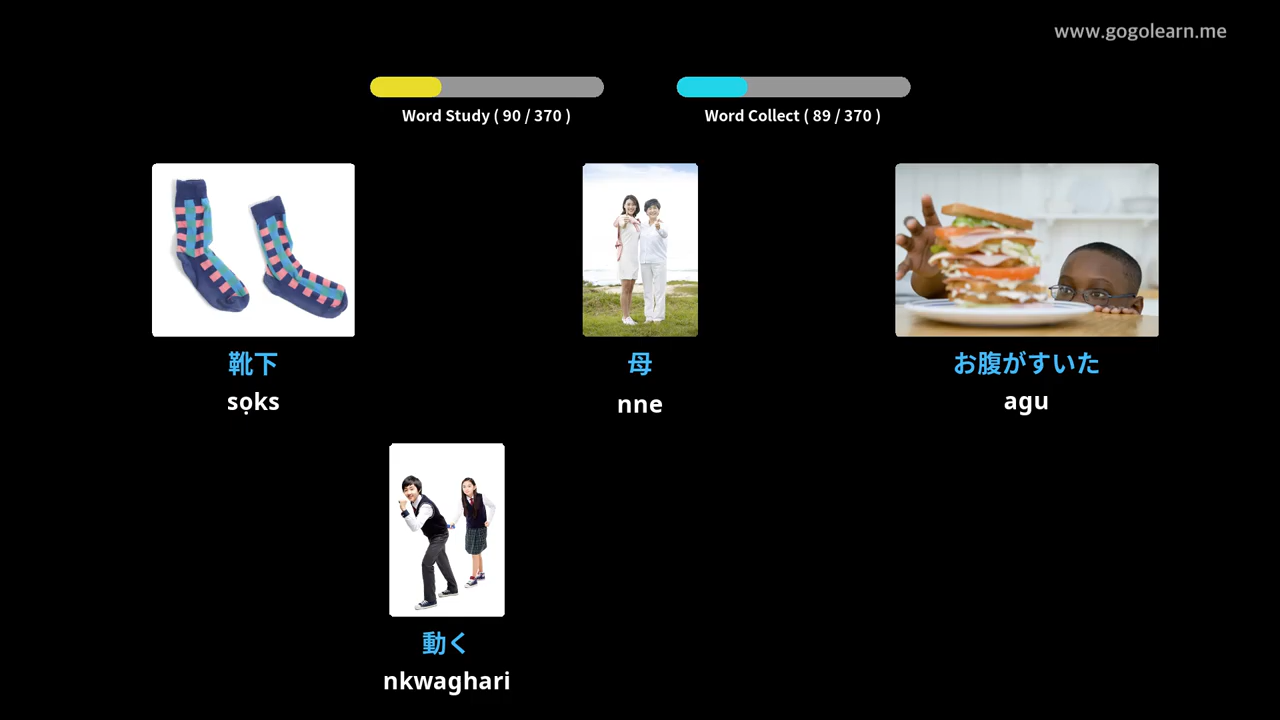 www.gogolearn.me
Word Study ( 90 / 370 )
Word Collect ( 89 / 370 )
靴下
sọks
母
nne
お腹がすいた
agu
動く
nkwaghari